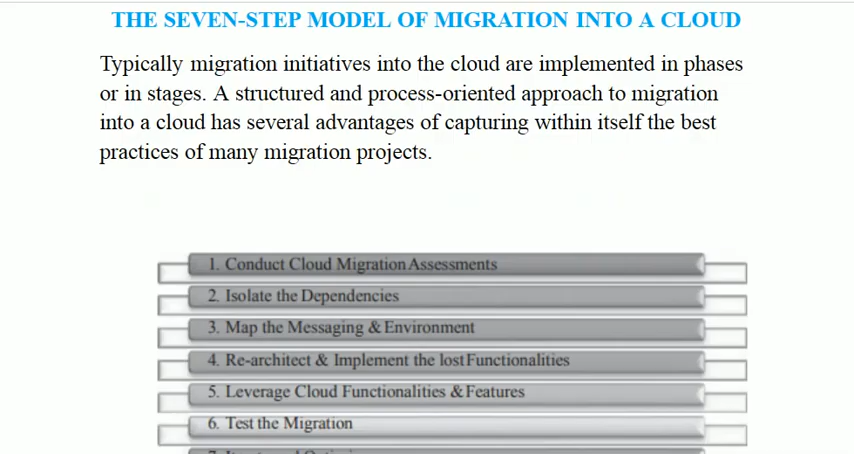 THE SEVEN-STEP MODEL OF MIGRATION INTO A CLOUD
Typically migration initiatives into the cloud are implemented in phases
or in stages. A structured and process-oriented approach to migration
into a cloud has several advantages of capturing within itself the best
practices of many migration projects.
1. Conduct Cloud Migration Assessments
2. Isolate the Dependencies
3. Map the Messaging & Environment
4. Re-architect & Implement the lost Functionalities
5. Leverage Cloud Functionalities & Features
6. Test the Migration